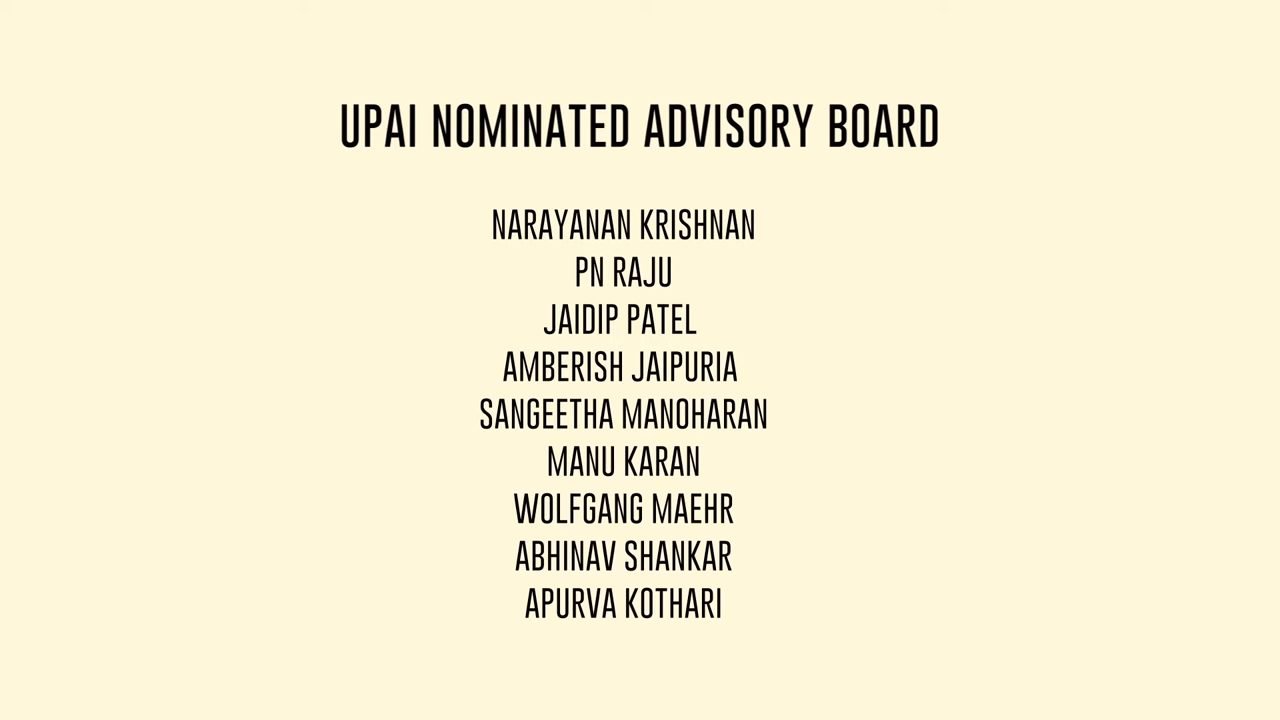 UPAI NOMINATED ADVISORY BOARD
NARAYANAN KRISHNAN
PN RAJU
JAIDIP PATEL
AMBERISH JAIPURIA
SANGEETHA MANOHARAN
MANU KARAN
WOLFGANG MAEHR
ABHINAV SHANKAR
APURVA KOTHARI